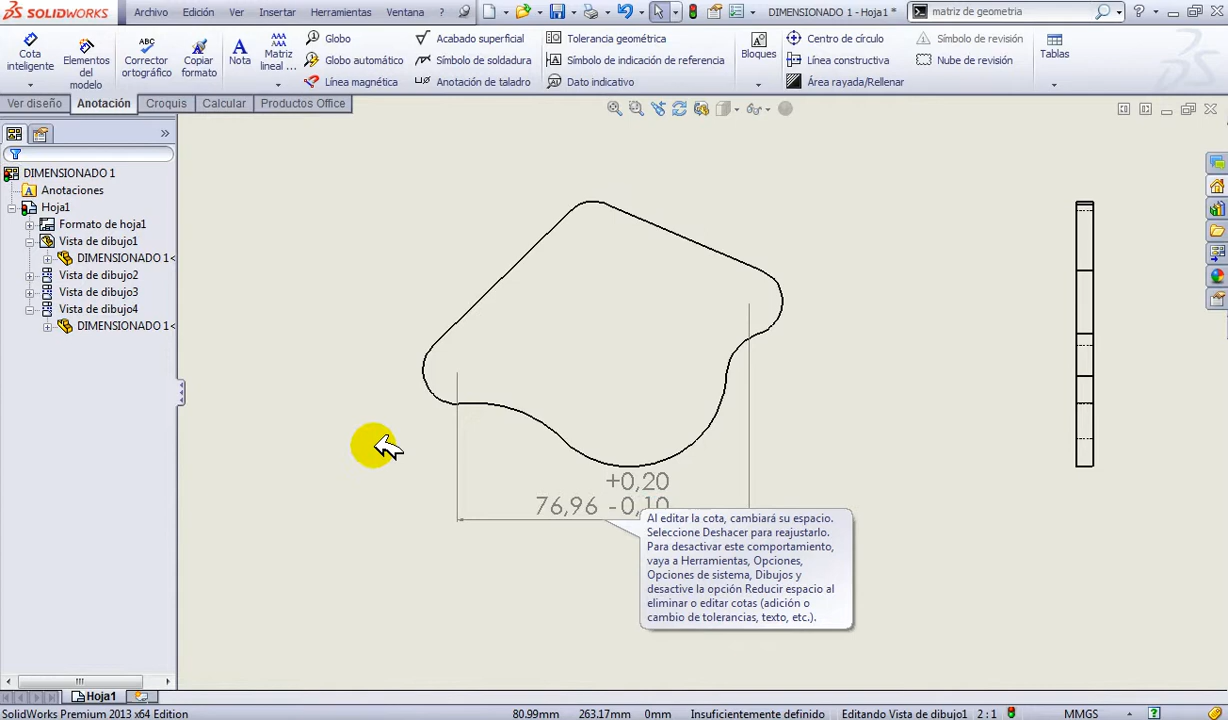 SOLIDWORKS Archivo Edición Ver Insertar Herramientas Ventana ? DIMENSIONADO 1 - Hoja1 * matriz de geometria
Cota inteligente
Elementos del modelo
Corrector ortográfico
Copiar formato
Nota
Matriz lineal ...
Globo
Globo automático
Línea magnética
Acabado superficial
Símbolo de soldadura
Anotación de taladro
Tolerancia geométrica
Símbolo de indicación de referencia
Dato indicativo
Bloques
Centro de círculo
Línea constructiva
Área rayada/Rellenar
Símbolo de revisión
Nube de revisión
Tablas
Ver diseño Anotación Croquis Calcular Productos Office
DIMENSIONADO 1
Anotaciones
Hoja1
Formato de hoja1
Vista de dibujo1
DIMENSIONADO 1<
Vista de dibujo2
Vista de dibujo3
Vista de dibujo4
DIMENSIONADO 1<
+0,20
76,96 -0,10
Al editar la cota, cambiará su espacio.
Seleccione Deshacer para reajustarlo.
Para desactivar este comportamiento,
vaya a Herramientas, Opciones,
Opciones de sistema, Dibujos y
desactive la opción Reducir espacio al
eliminar o editar cotas (adición o
cambio de tolerancias, texto, etc.).
Hoja1
SolidWorks Premium 2013 x64 Edition 80.99mm 263.17mm 0mm Insuficientemente definido Editando Vista de dibujo1 2 : 1 MMGS